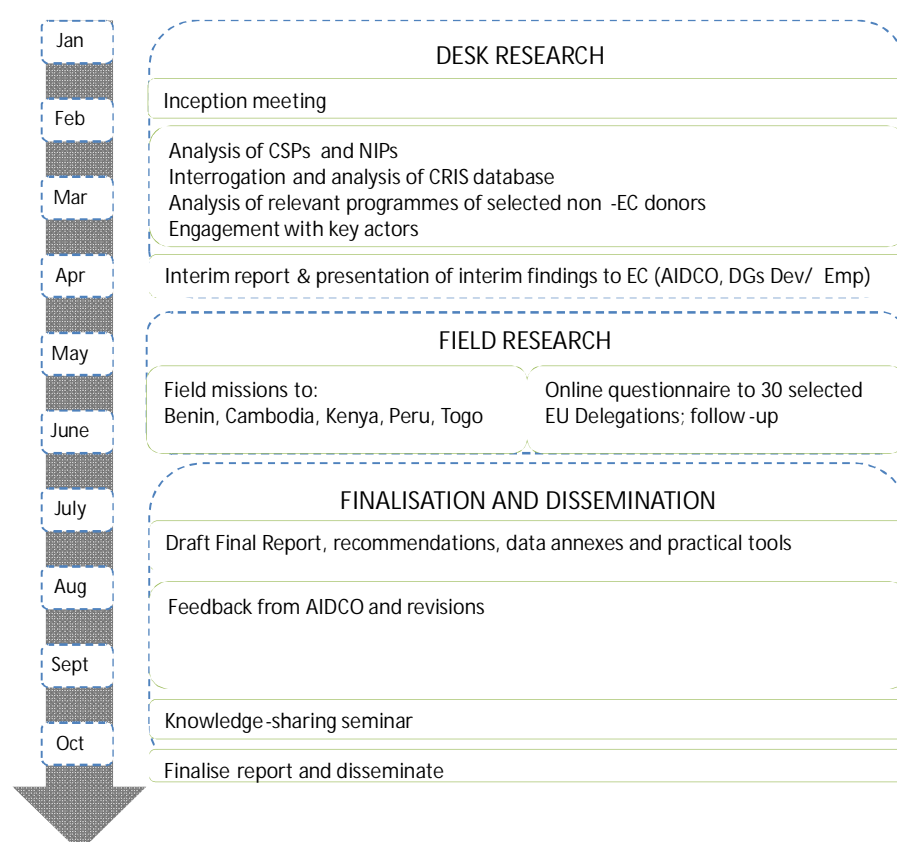 Jan
Feb
Mar
Apr
May
June
July
Aug
Sept
Oct
DESK RESEARCH
Inception meeting
Analysis of CSPs and NIPs
Interrogation and analysis of CRIS database
Analysis of relevant programmes of selected non -EC donors
Engagement with key actors
Interim report & presentation of interim findings to EC (AIDCO, DGs Dev/ Emp)
FIELD RESEARCH
Field missions to:
Benin, Cambodia, Kenya, Peru, Togo
Online questionnaire to 30 selected
EU Delegations; follow -up
FINALISATION AND DISSEMINATION
Draft Final Report, recommendations, data annexes and practical tools
Feedback from AIDCO and revisions
Knowledge -sharing seminar
Finalise report and disseminate